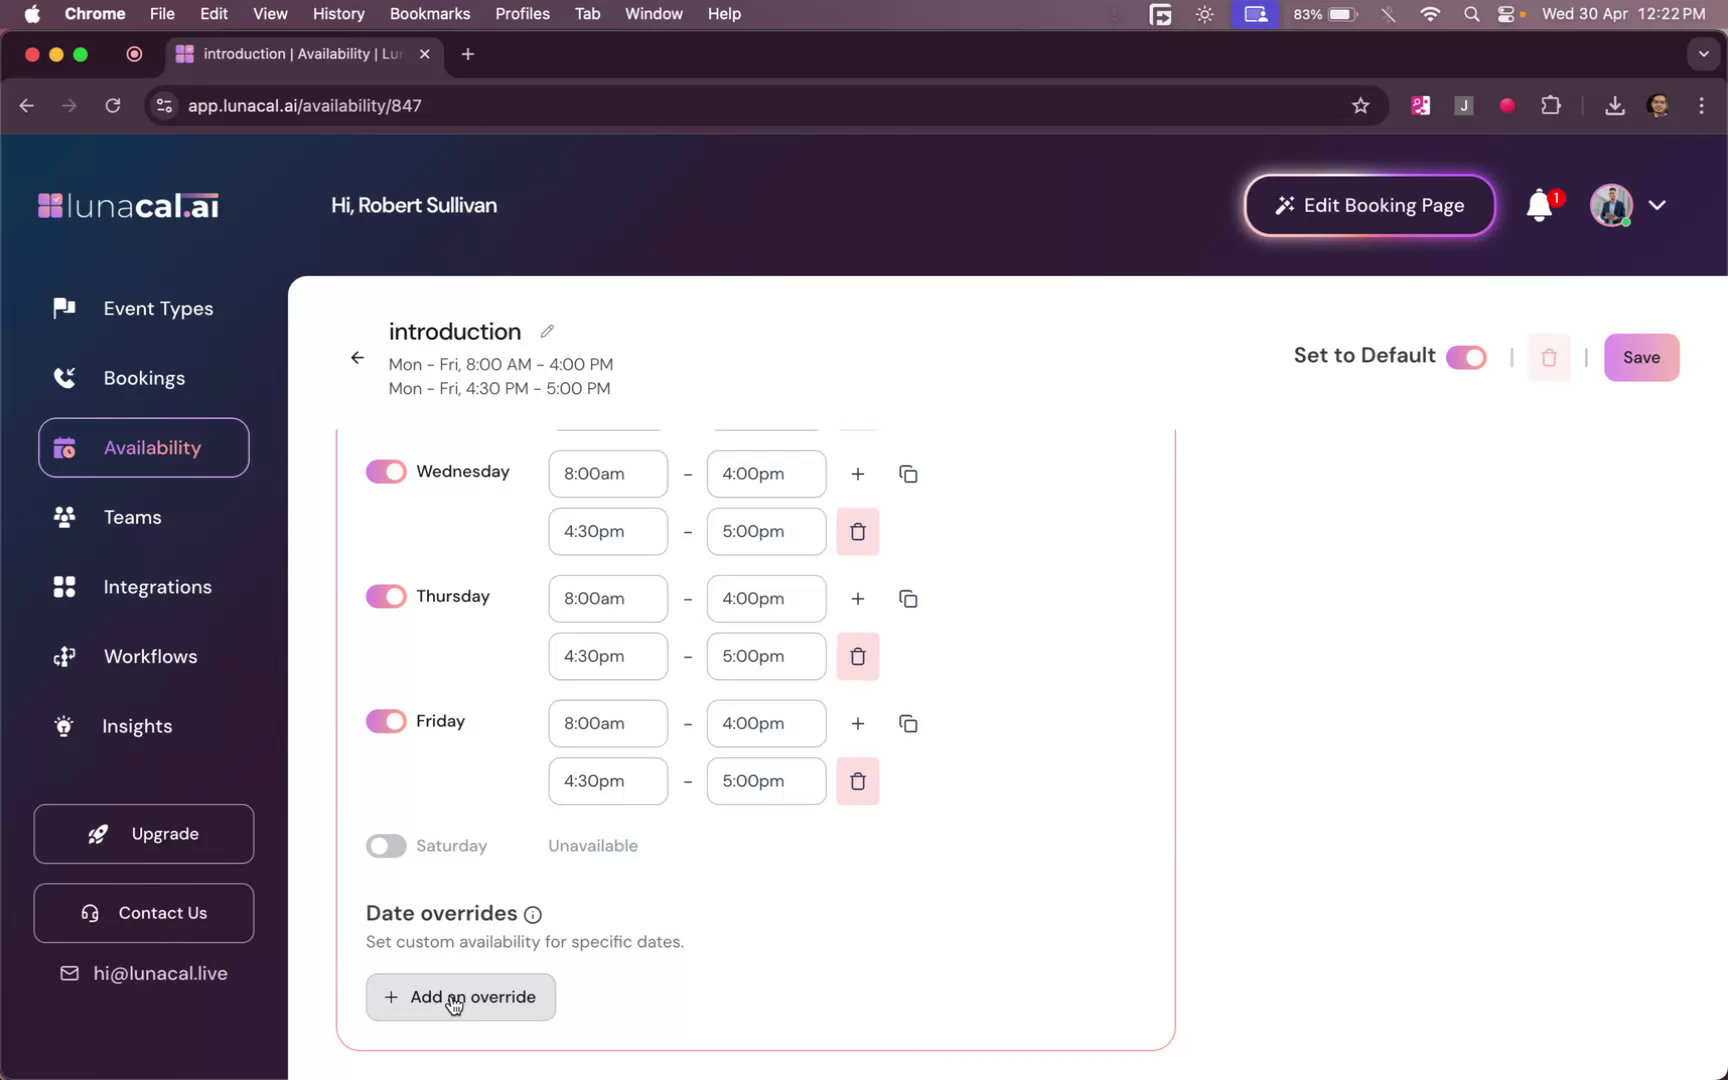 Chrome File Edit View History Bookmarks Profiles Tab Window Help 83% Wed 30 Apr 12:22 PM
introduction | Availability | Lu
app.lunacal.ai/availability/847 J
lunacal.ai Hi, Robert Sullivan Edit Booking Page 1
Event Types
Bookings
Availability
Teams
Integrations
Workflows
Insights
Upgrade
Contact Us
hi@lunacal.live
introduction
Mon - Fri, 8:00 AM - 4:00 PM
Mon - Fri, 4:30 PM - 5:00 PM
Set to Default | | Save
Wednesday 8:00am - 4:00pm +
4:30pm - 5:00pm
Thursday 8:00am - 4:00pm +
4:30pm - 5:00pm
Friday 8:00am - 4:00pm +
4:30pm - 5:00pm
Saturday Unavailable
Date overrides
Set custom availability for specific dates.
+ Add an override